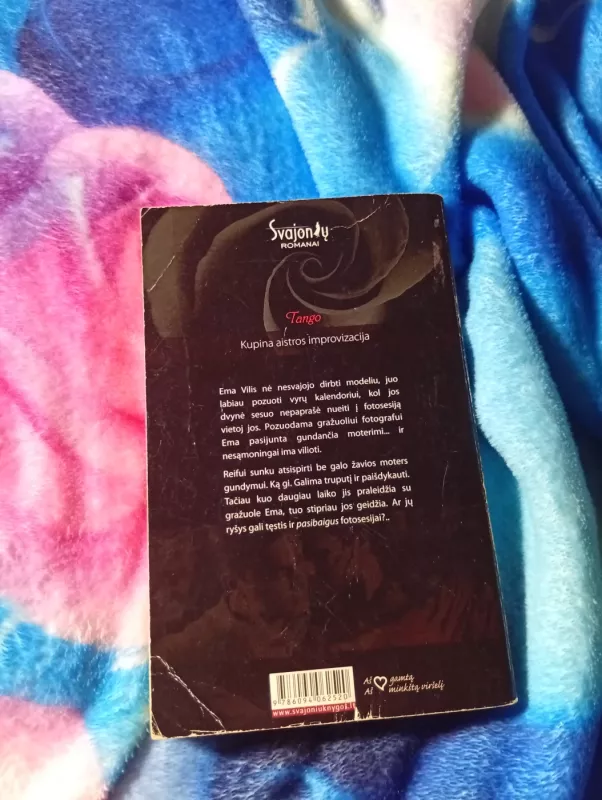 Svajonių
ROMANAI
Tango
Kupina aistros improvizacija
Ema Vilis nė nesvajojo dirbti modeliu, juo
labiau pozuoti vyrų kalendoriui, kol jos
dvynė sesuo nepaprašė nueiti į fotosesiją
vietoj jos. Pozuodama gražuoliui fotografui
Ema pasijunta gundančia moterimi... ir
nesąmoningai ima vilioti.
Reifui sunku atsispirti be galo žavios moters
gundymui. Ką gi. Galima truputį ir paišdykauti.
Tačiau kuo daugiau laiko jis praleidžia su
gražuole Ema, tuo stipriau jos geidžia. Ar jų
ryšys gali tęstis ir pasibaigus fotosesijai?..
9 786094 062520
www.svajoniuknygos.lt
Aš gamtą
Aš minkštą viršelį